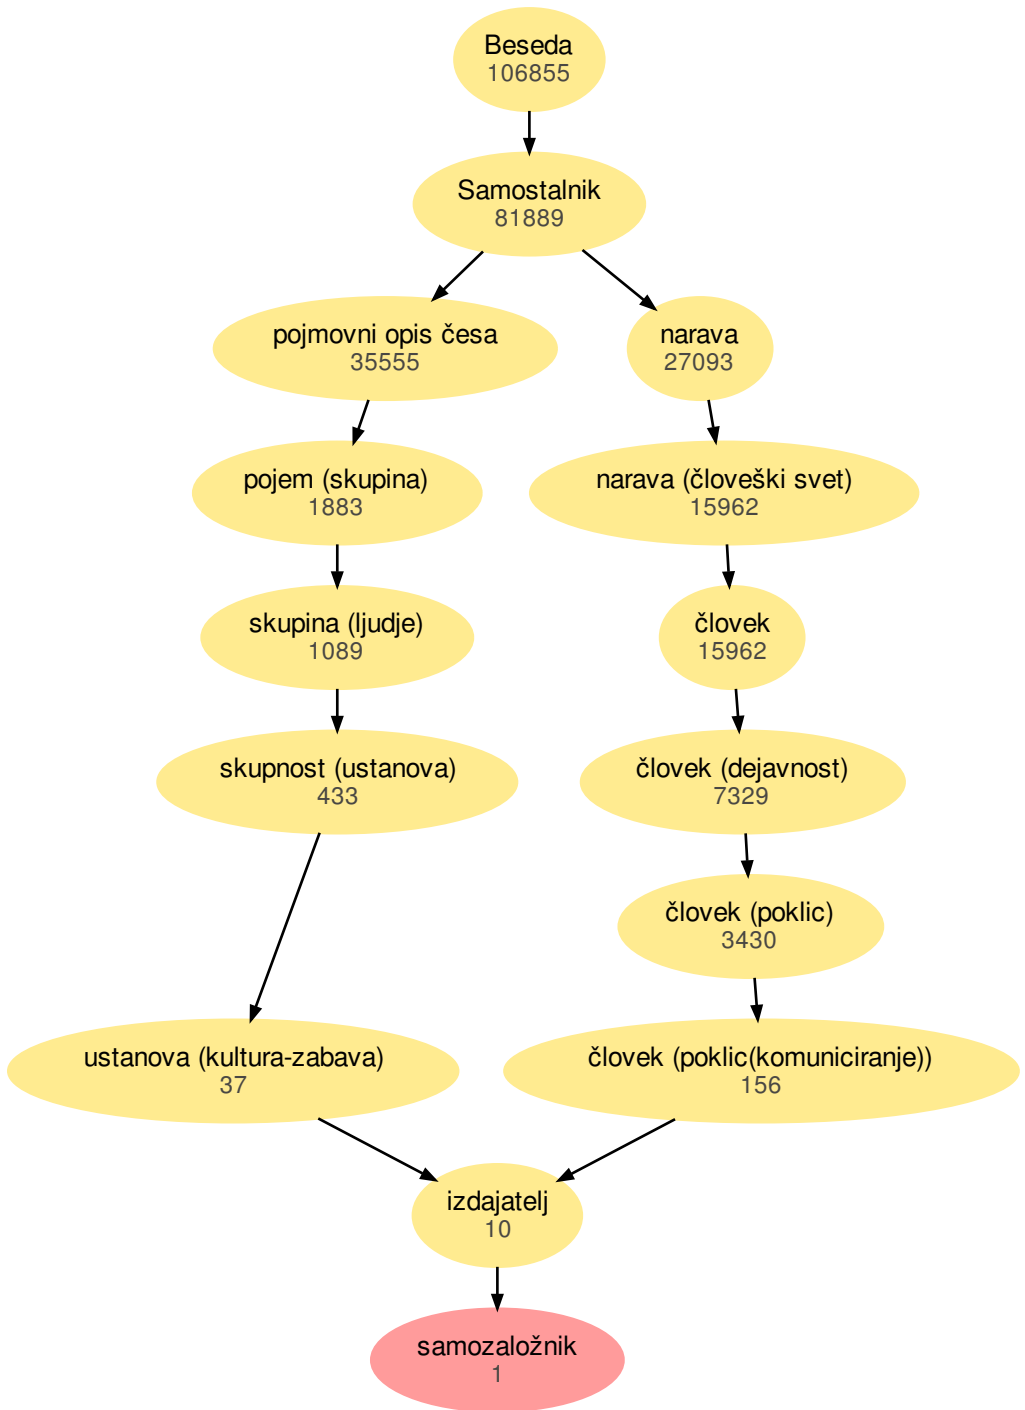 Beseda
106855
Samostalnik
81889
pojmovni opis česa
35555
narava
27093
pojem (skupina)
1883
narava (človeški svet)
15962
skupina (ljudje)
1089
človek
15962
skupnost (ustanova)
433
človek (dejavnost)
7329
človek (poklic)
3430
ustanova (kultura-zabava)
37
človek (poklic(komuniciranje))
156
izdajatelj
10
samozaložnik
1